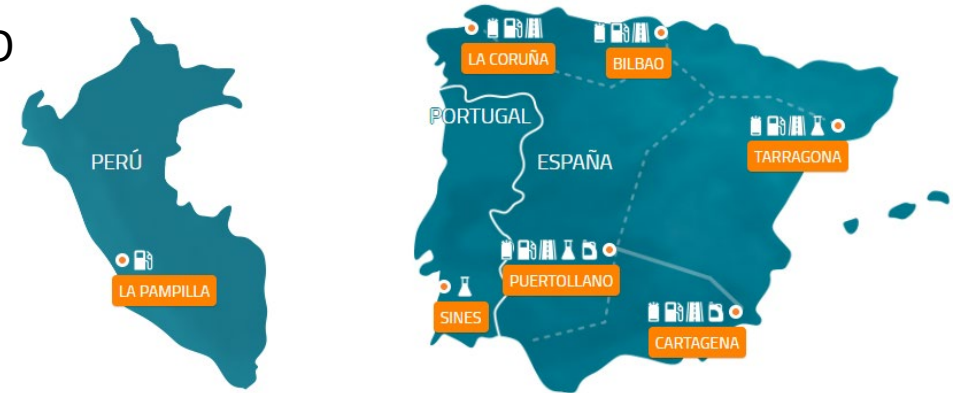 O
PERÚ
LA PAMPILLA
LA CORUÑA
BILBAO
PORTUGAL
ESPAÑA
TARRAGONA
PUERTOLLANO
SINES
CARTAGENA